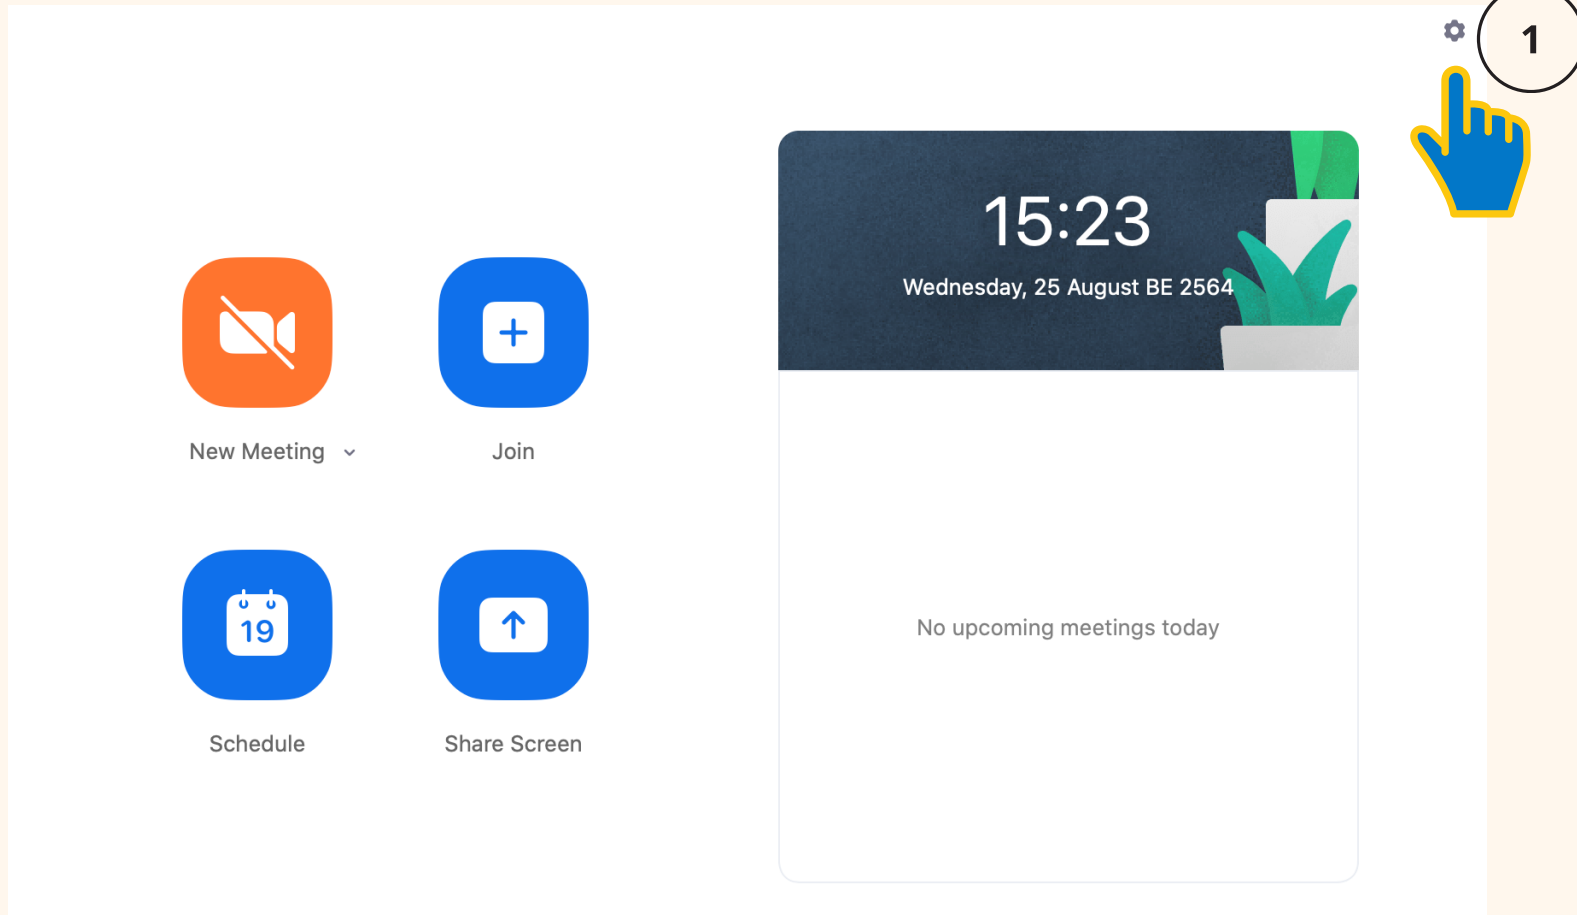 1
15:23
Wednesday, 25 August BE 2564
New Meeting
Join
19
Schedule
Share Screen
No upcoming meetings today